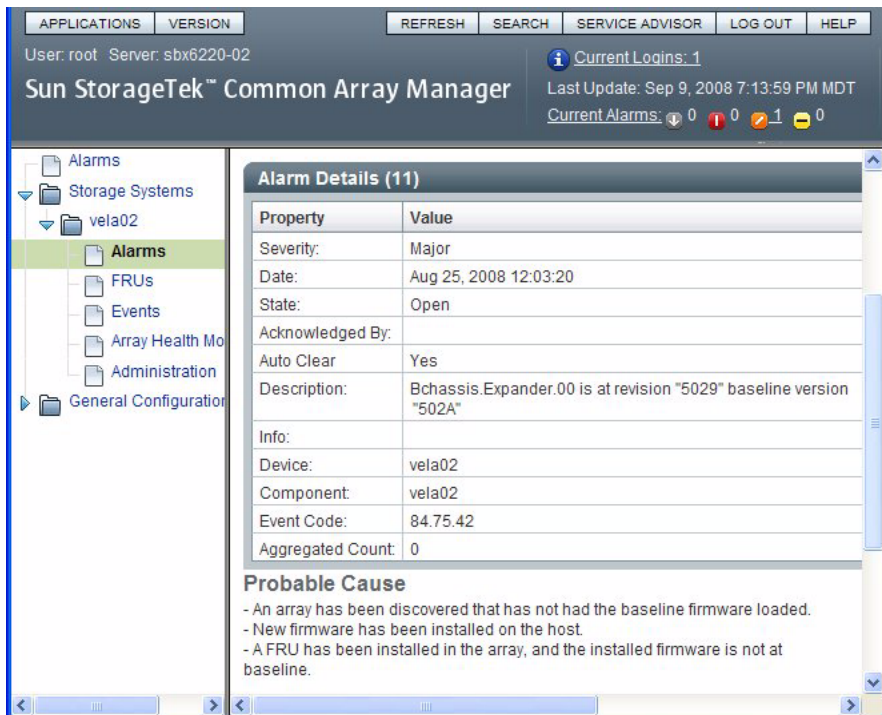 APPLICATIONS VERSION REFRESH SEARCH SERVICE ADVISOR LOG OUT HELP
User: root Server: sbx6220-02
Current Logins: 1
Sun StorageTek™ Common Array Manager
Last Update: Sep 9, 2008 7:13:59 PM MDT
Current Alarms: 0 0 1 0
Alarms
Storage Systems
vela02
Alarms
FRUs
Events
Array Health Mo
Administration
General Configuration
Alarm Details (11)
Property Value
Severity: Major
Date: Aug 25, 2008 12:03:20
State: Open
Acknowledged By:
Auto Clear Yes
Description: Bchassis.Expander.00 is at revision "5029" baseline version
"502A"
Info:
Device: vela02
Component: vela02
Event Code: 84.75.42
Aggregated Count: 0
Probable Cause
- An array has been discovered that has not had the baseline firmware loaded.
- New firmware has been installed on the host.
- A FRU has been installed in the array, and the installed firmware is not at
baseline.